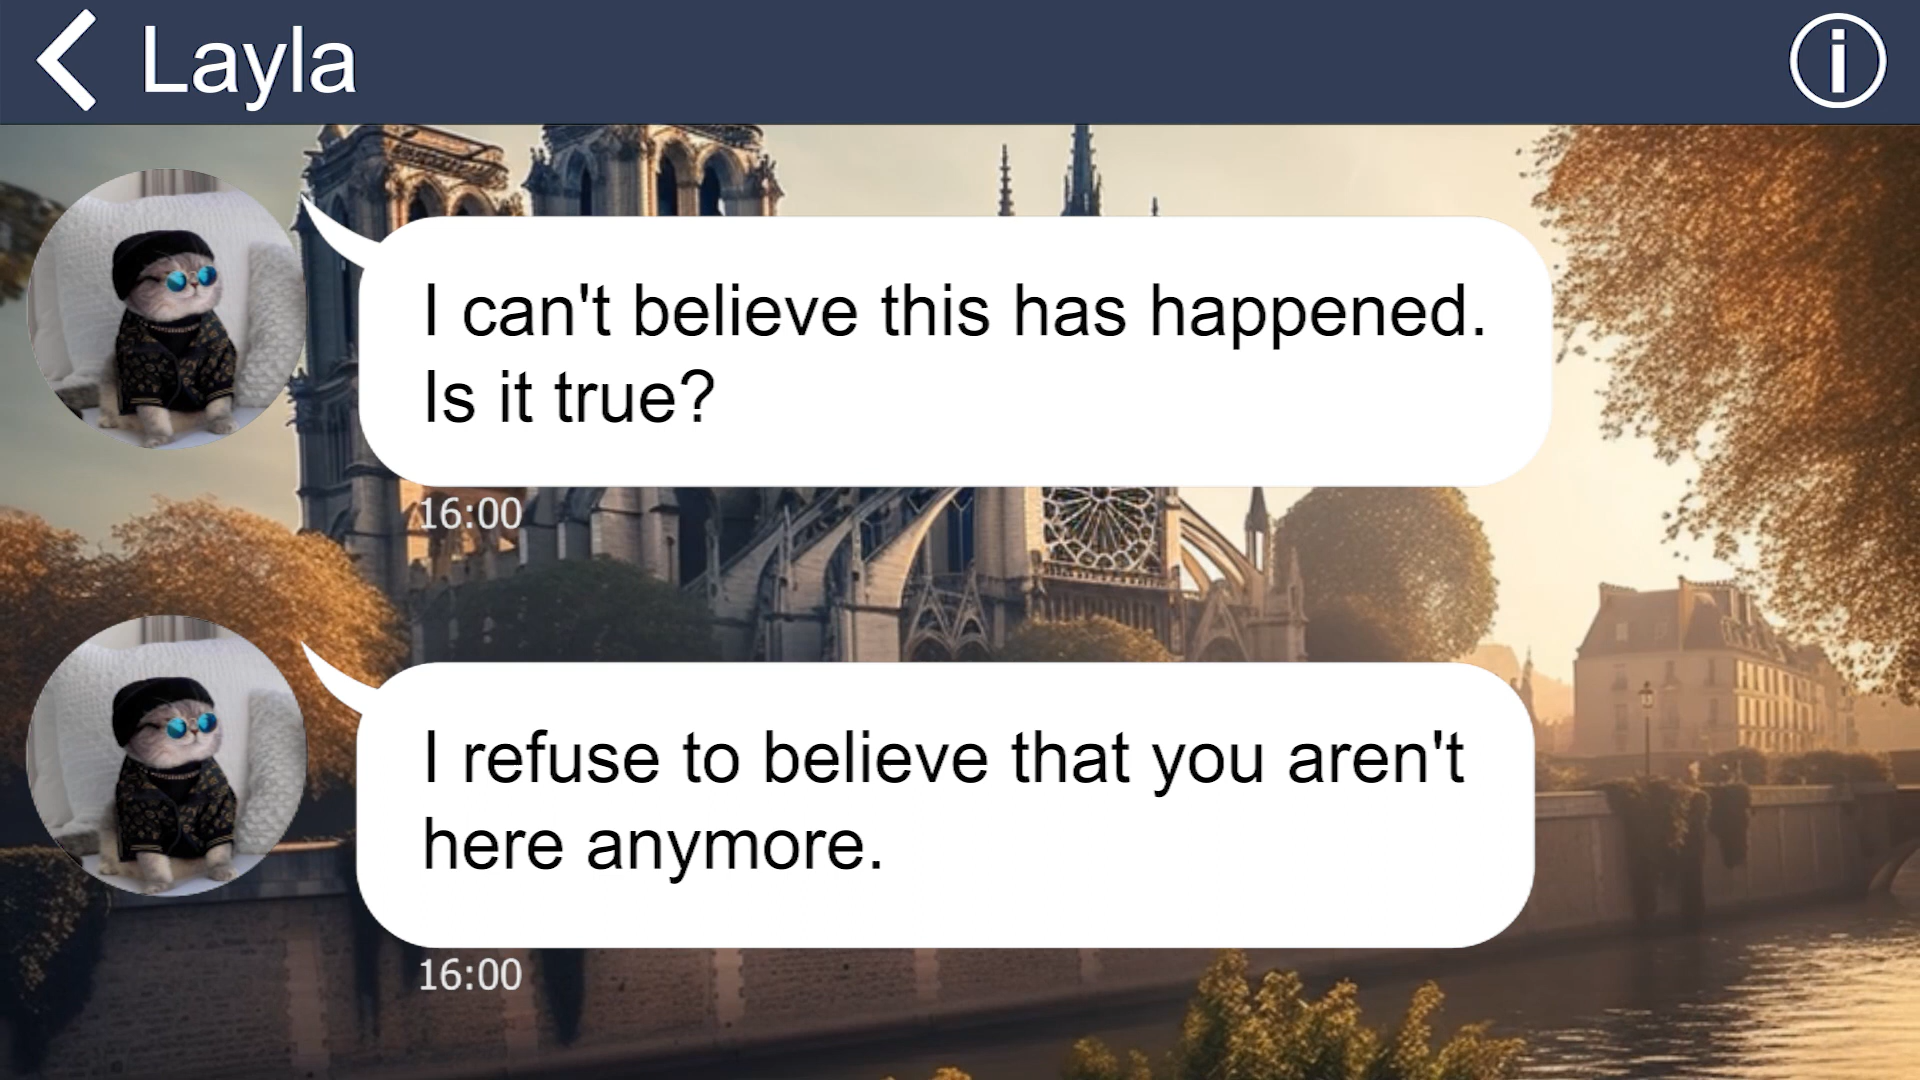 Layla
I can't believe this has happened.
Is it true?
16:00
I refuse to believe that you aren't
here anymore.
16:00